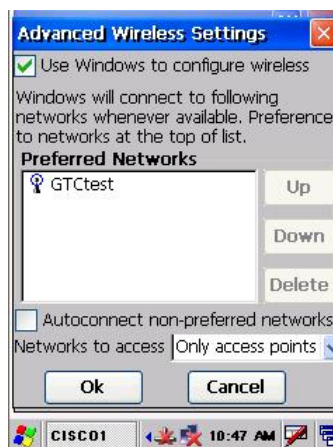 Advanced Wireless Settings
Use Windows to configure wireless
Windows will connect to following
networks whenever available. Preference
to networks at the top of list.
Preferred Networks
GTCtest
Up
Down
Delete
Autoconnect non-preferred networks
Networks to access Only access points
Ok Cancel
CISCO1 10:47 AM